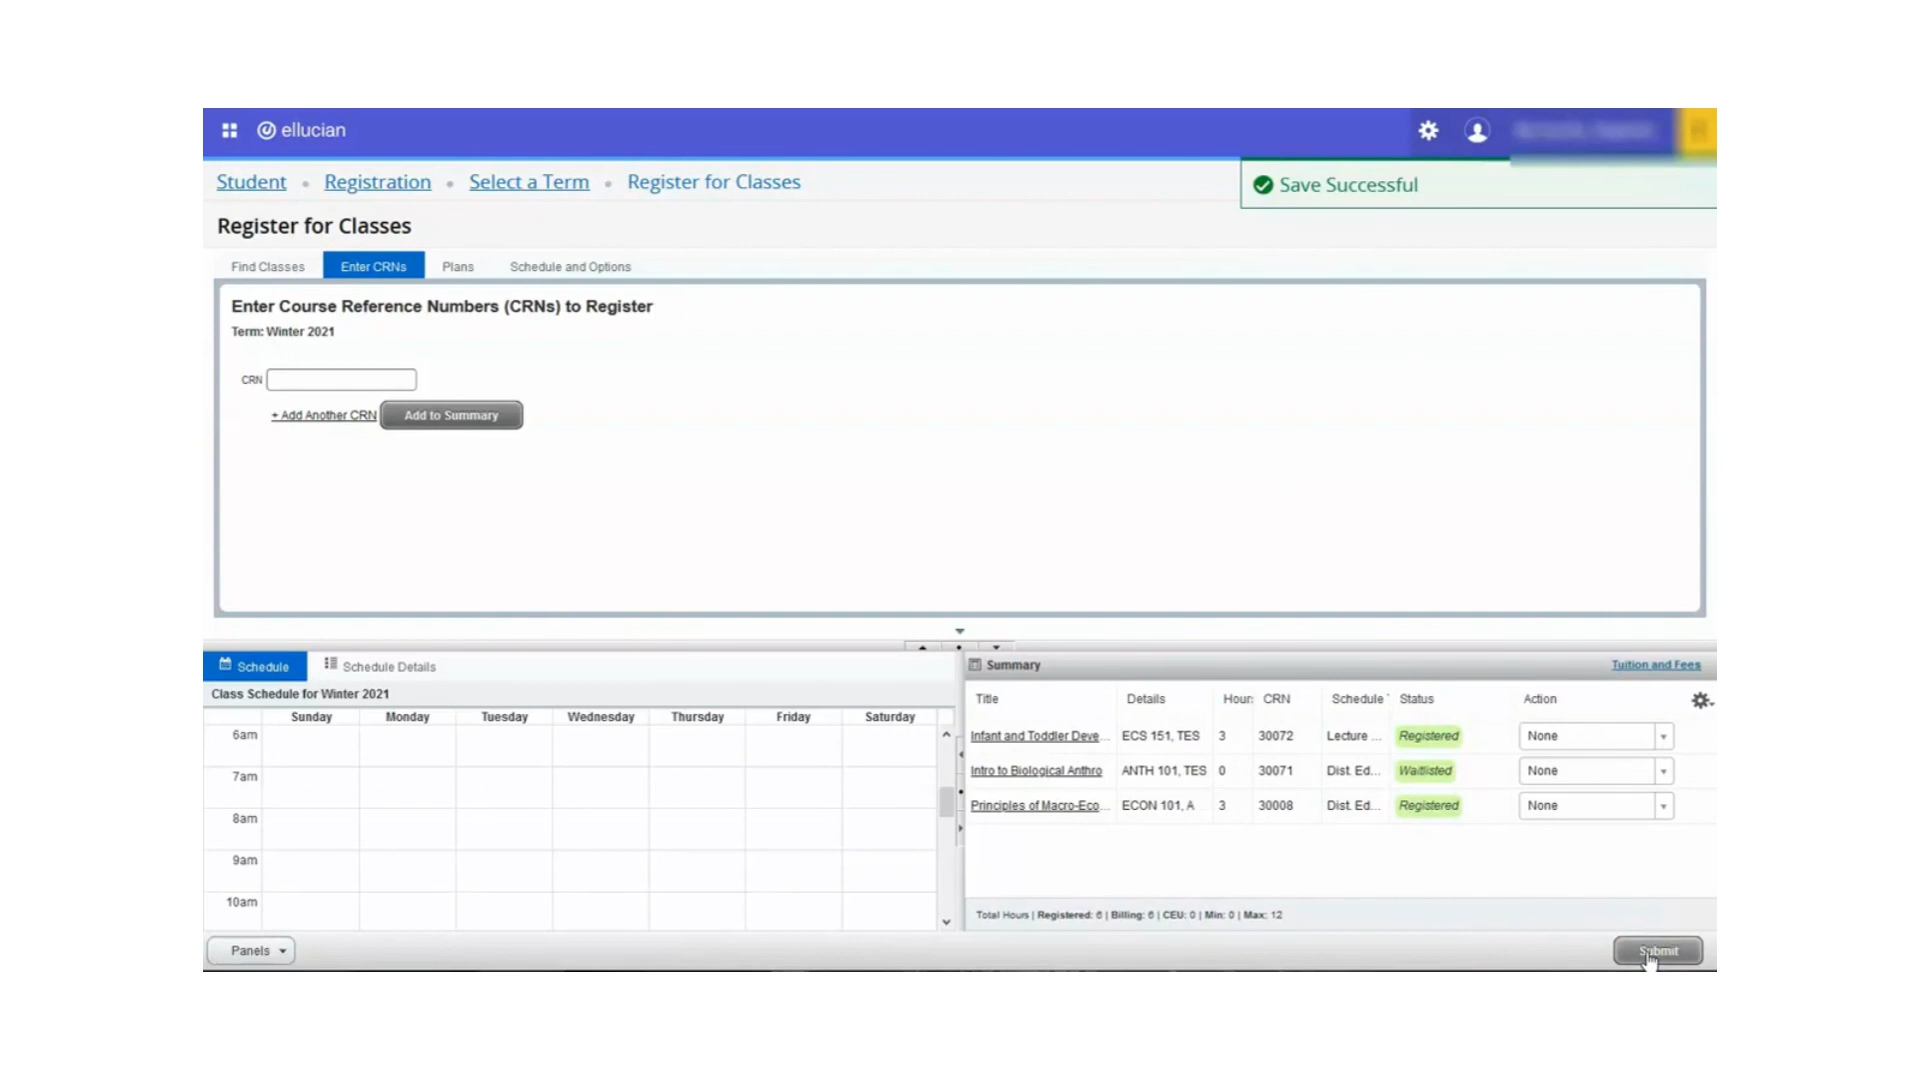 ellucian
Student • Registration • Select a Term • Register for Classes
Save Successful
Register for Classes
Find Classes Enter CRNs Plans Schedule and Options
Enter Course Reference Numbers (CRNs) to Register
Term: Winter 2021
CRN
+ Add Another CRN Add to Summary
Schedule Schedule Details
Class Schedule for Winter 2021
Sunday Monday Tuesday Wednesday Thursday Friday Saturday
6am
7am
8am
9am
10am
Summary Tuition and Fees
Title Details Hour: CRN Schedule Status Action
Infant and Toddler Deve... ECS 151, TES 3 30072 Lecture ... Registered None
Intro to Biological Anthro ANTH 101, TES 0 30071 Dist. Ed... Waitlisted None
Principles of Macro-Eco... ECON 101, A 3 30008 Dist. Ed... Registered None
Total Hours | Registered: 6 | Billing: 6 | CEU: 0 | Min: 0 | Max: 12
Panels Submit